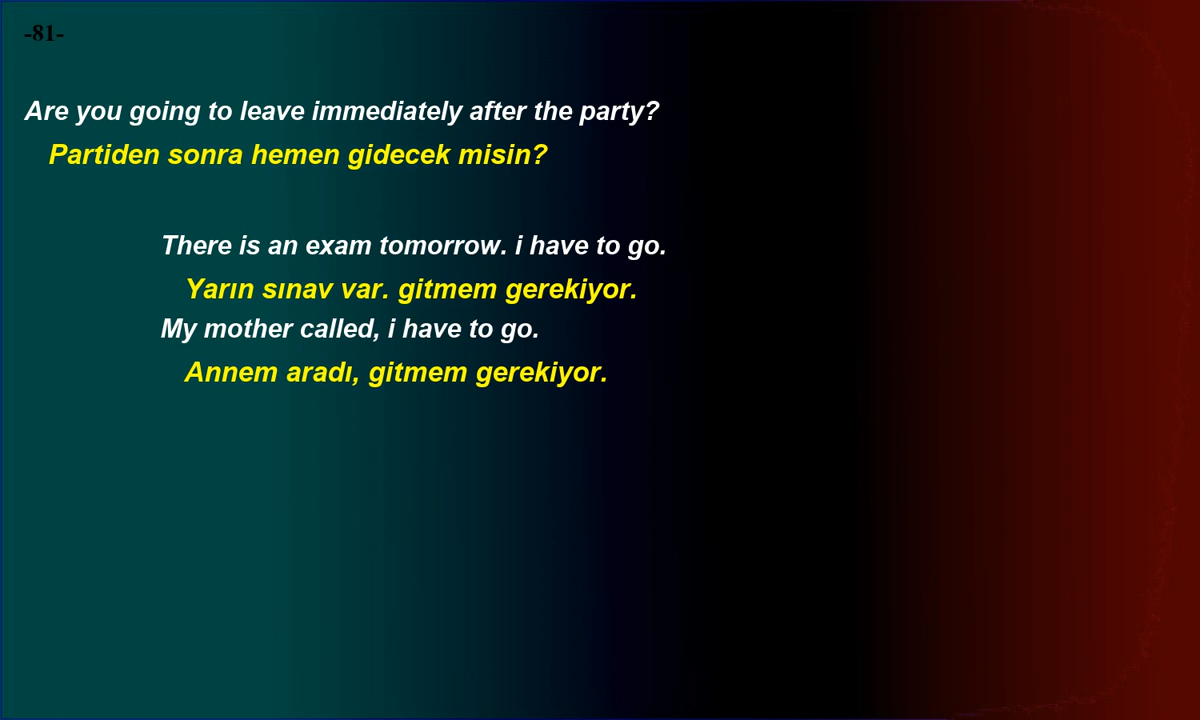 -81-
Are you going to leave immediately after the party?
Partiden sonra hemen gidecek misin?
There is an exam tomorrow. i have to go.
Yarın sınav var. gitmem gerekiyor.
My mother called, i have to go.
Annem aradı, gitmem gerekiyor.